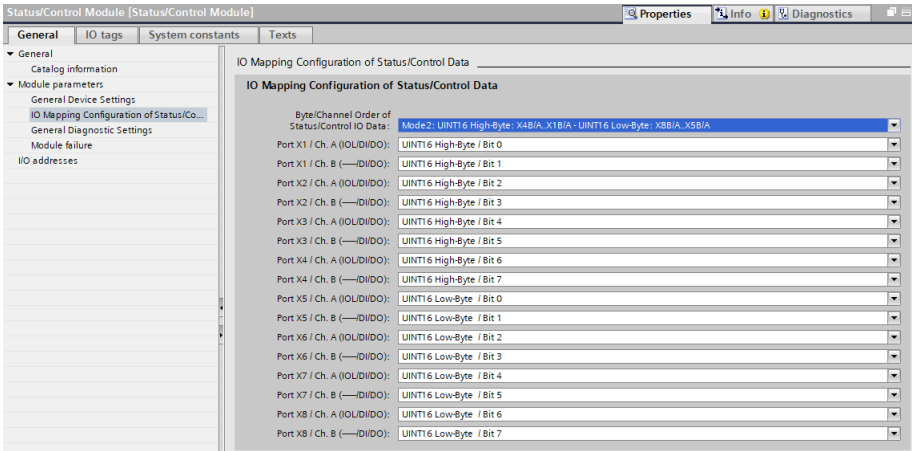 Status/Control Module [Status/Control Module]
Properties Info Diagnostics
General IO tags System constants Texts
General
Catalog information
Module parameters
General Device Settings
IO Mapping Configuration of Status/Co...
General Diagnostic Settings
Module failure
I/O addresses
IO Mapping Configuration of Status/Control Data
IO Mapping Configuration of Status/Control Data
Byte/Channel Order of
Status/Control IO Data: Mode2: UINT16 High-Byte: X4B/A..X1B/A - UINT16 Low-Byte: X8B/A..X5B/A
Port X1 / Ch. A (IOL/DI/DO): UINT16 High-Byte / Bit 0
Port X1 / Ch. B (——/DI/DO): UINT16 High-Byte / Bit 1
Port X2 / Ch. A (IOL/DI/DO): UINT16 High-Byte / Bit 2
Port X2 / Ch. B (——/DI/DO): UINT16 High-Byte / Bit 3
Port X3 / Ch. A (IOL/DI/DO): UINT16 High-Byte / Bit 4
Port X3 / Ch. B (——/DI/DO): UINT16 High-Byte / Bit 5
Port X4 / Ch. A (IOL/DI/DO): UINT16 High-Byte / Bit 6
Port X4 / Ch. B (——/DI/DO): UINT16 High-Byte / Bit 7
Port X5 / Ch. A (IOL/DI/DO): UINT16 Low-Byte / Bit 0
Port X5 / Ch. B (——/DI/DO): UINT16 Low-Byte / Bit 1
Port X6 / Ch. A (IOL/DI/DO): UINT16 Low-Byte / Bit 2
Port X6 / Ch. B (——/DI/DO): UINT16 Low-Byte / Bit 3
Port X7 / Ch. A (IOL/DI/DO): UINT16 Low-Byte / Bit 4
Port X7 / Ch. B (——/DI/DO): UINT16 Low-Byte / Bit 5
Port X8 / Ch. A (IOL/DI/DO): UINT16 Low-Byte / Bit 6
Port X8 / Ch. B (——/DI/DO): UINT16 Low-Byte / Bit 7